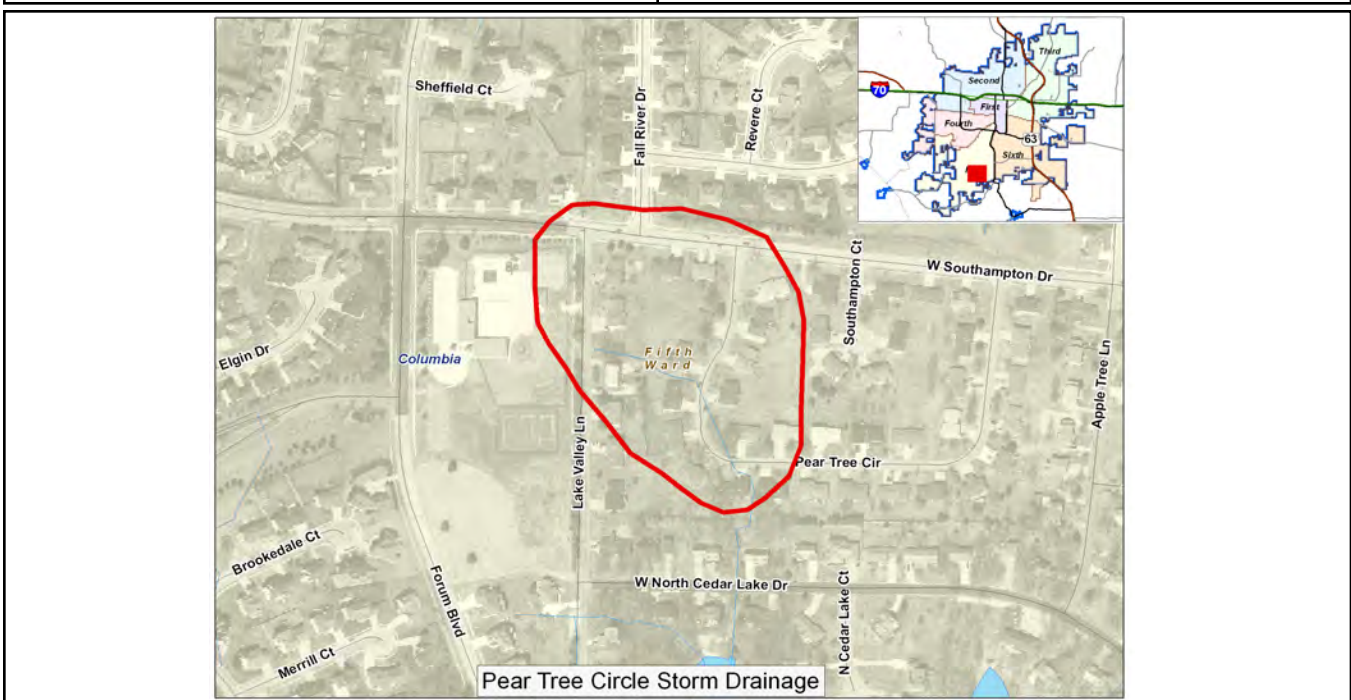 Sheffield Ct
Fall River Dr
Revere Ct
Third
Second
70
First
Fourth
63
Sixth
W Southampton Dr
Southampton Ct
Elgin Dr
Columbia
Fifth
Ward
Apple Tree Ln
Lake Valley Ln
Pear Tree Cir
Brookedale Ct
Forum Blvd
W North Cedar Lake Dr
N Cedar Lake Ct
Merrill Ct
Pear Tree Circle Storm Drainage